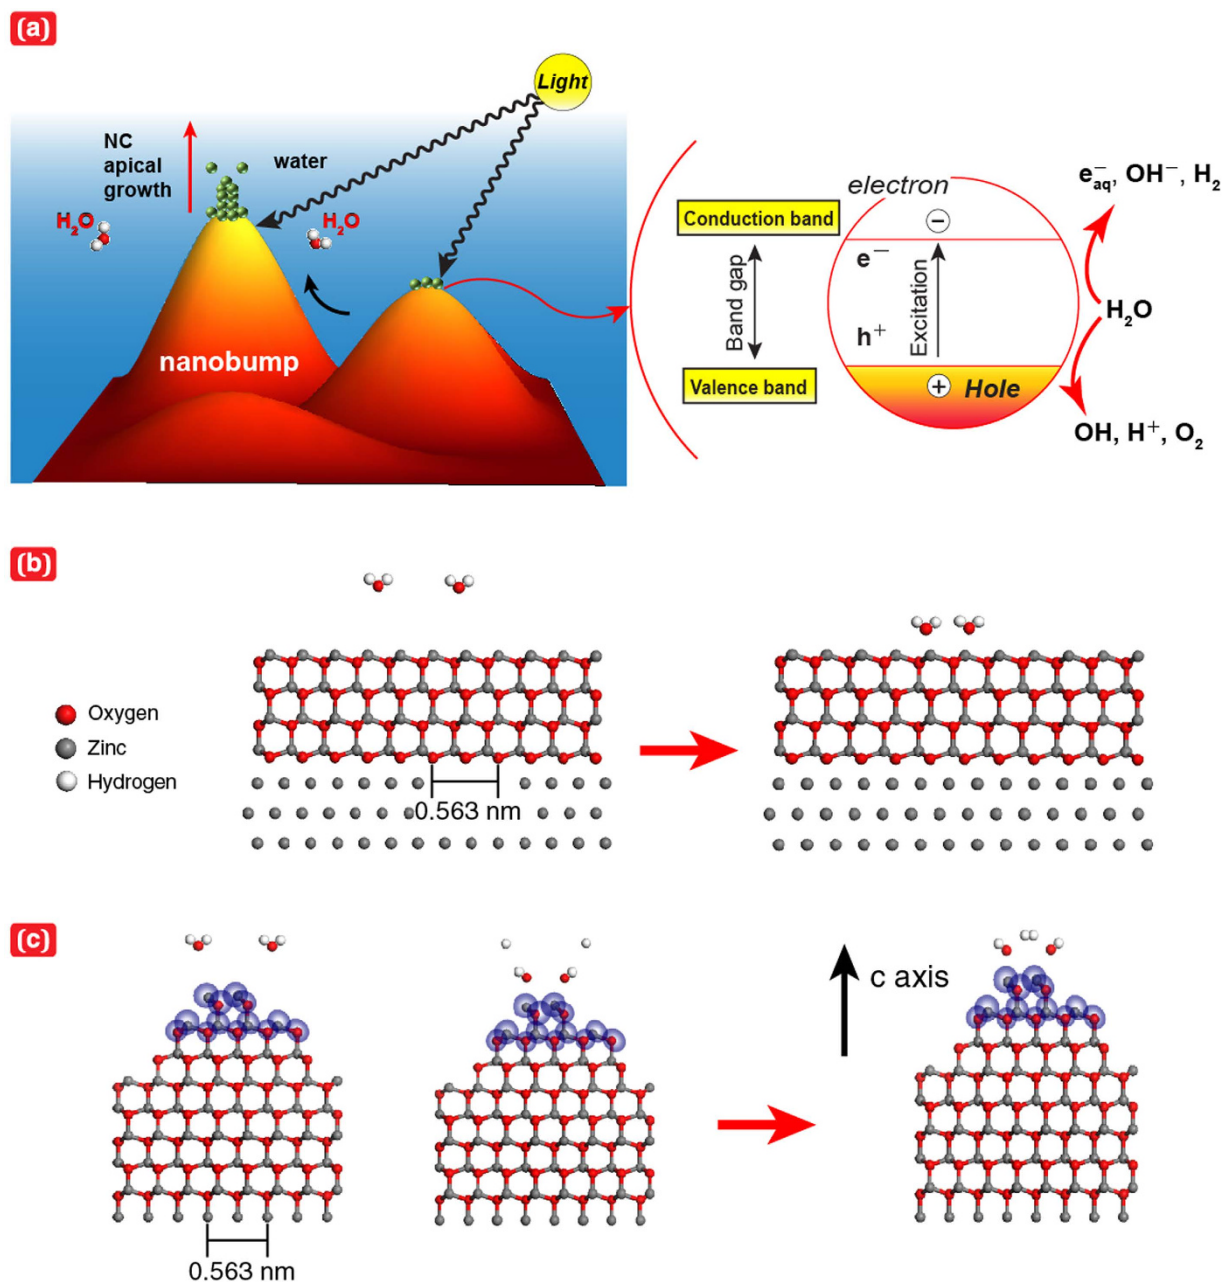 (a)
Light
NC
apical
growth
water
H₂O
H₂O
nanobump
Conduction band
Band gap
Valence band
electron
−
e⁻
h⁺
Excitation
+
Hole
e⁻aq, OH⁻, H₂
H₂O
OH, H⁺, O₂
(b)
Oxygen
Zinc
Hydrogen
0.563 nm
(c)
c axis
0.563 nm